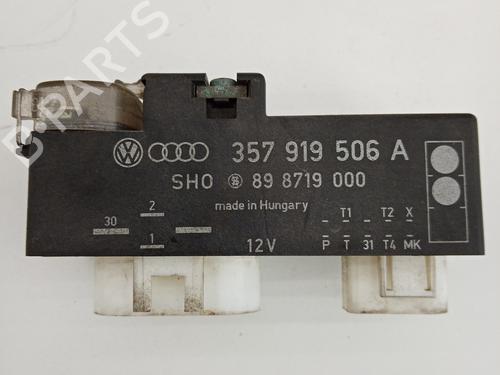 B-PARTS
357 919 506 A
SHO 89 8719 000
made in Hungary
2
30
1
12V
T1 T2 X
P T 31 T4 MK